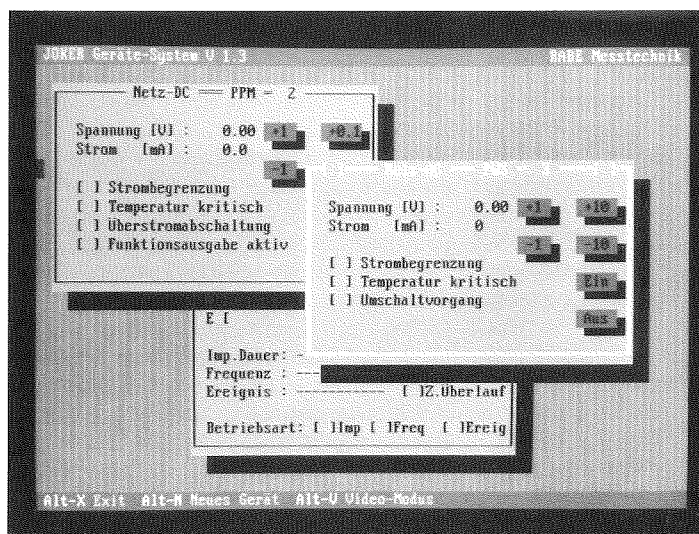 JOKER Geräte-System V 1.3
RABE Messtechnik
Netz-DC PPM = 2
Spannung [V] : 0.00 +1 +0.1
Strom [mA] : 0.0
-1
[ ] Strombegrenzung
[ ] Temperatur kritisch
[ ] Überstromabschaltung
[ ] Funktionsausgabe aktiv
Spannung [V] : 0.00 +1 +10
Strom [mA] : 0
-1 -10
[ ] Strombegrenzung
[ ] Temperatur kritisch Ein
[ ] Umschaltvorgang
Aus
E [
Imp.Dauer: -
Frequenz : ---
Ereignis : ----------- [ ]Z.Überlauf
Betriebsart: [ ]Imp [ ]Freq [ ]Ereig
Alt-X Exit Alt-N Neues Gerät Alt-V Video-Modus